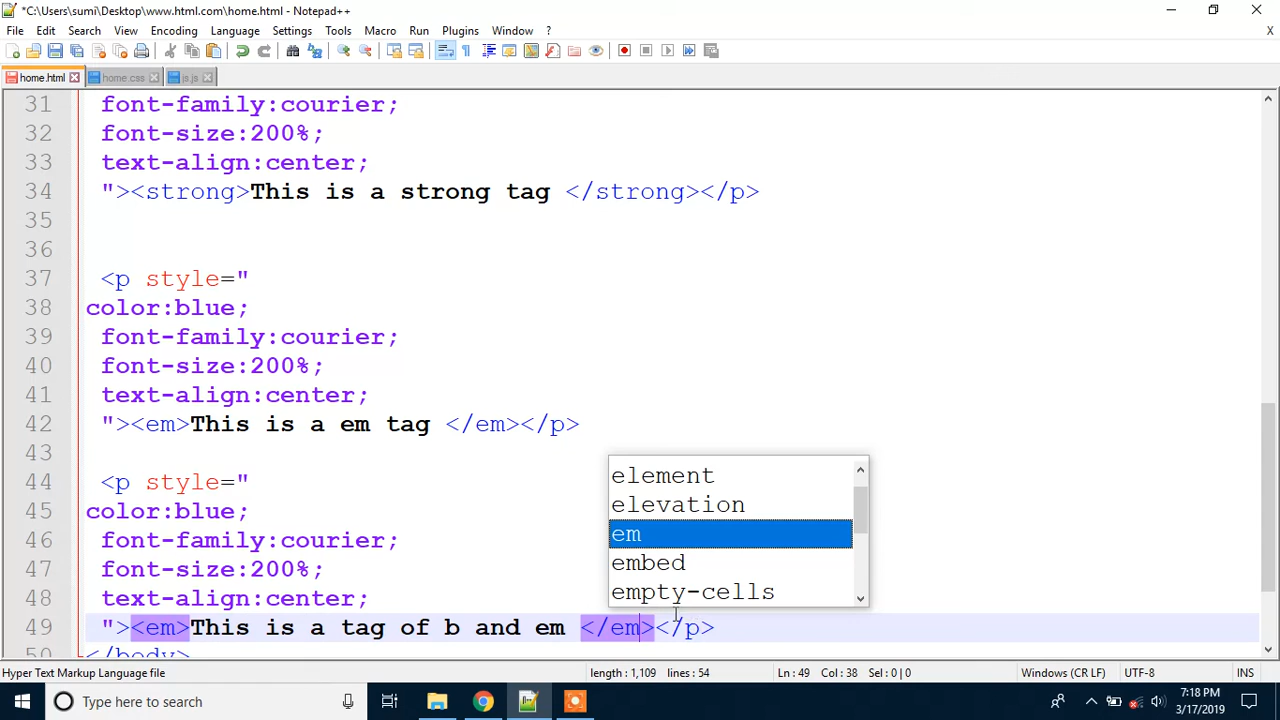 *C:\Users\sumi\Desktop\www.html.com\home.html - Notepad++
File Edit Search View Encoding Language Settings Tools Macro Run Plugins Window ? X
home.html home.css js.js
31 font-family:courier;
32 font-size:200%;
33 text-align:center;
34 "><strong>This is a strong tag </strong></p>
35
36
37 <p style="
38 color:blue;
39 font-family:courier;
40 font-size:200%;
41 text-align:center;
42 "><em>This is a em tag </em></p>
43
44 <p style="
45 color:blue;
46 font-family:courier;
47 font-size:200%;
48 text-align:center;
49 "><em>This is a tag of b and em </em></p>
50 </body>
element
elevation
em
embed
empty-cells
Hyper Text Markup Language file length : 1,109 lines : 54 Ln : 49 Col : 38 Sel : 0 | 0 Windows (CR LF) UTF-8 INS
Type here to search
7:18 PM
3/17/2019